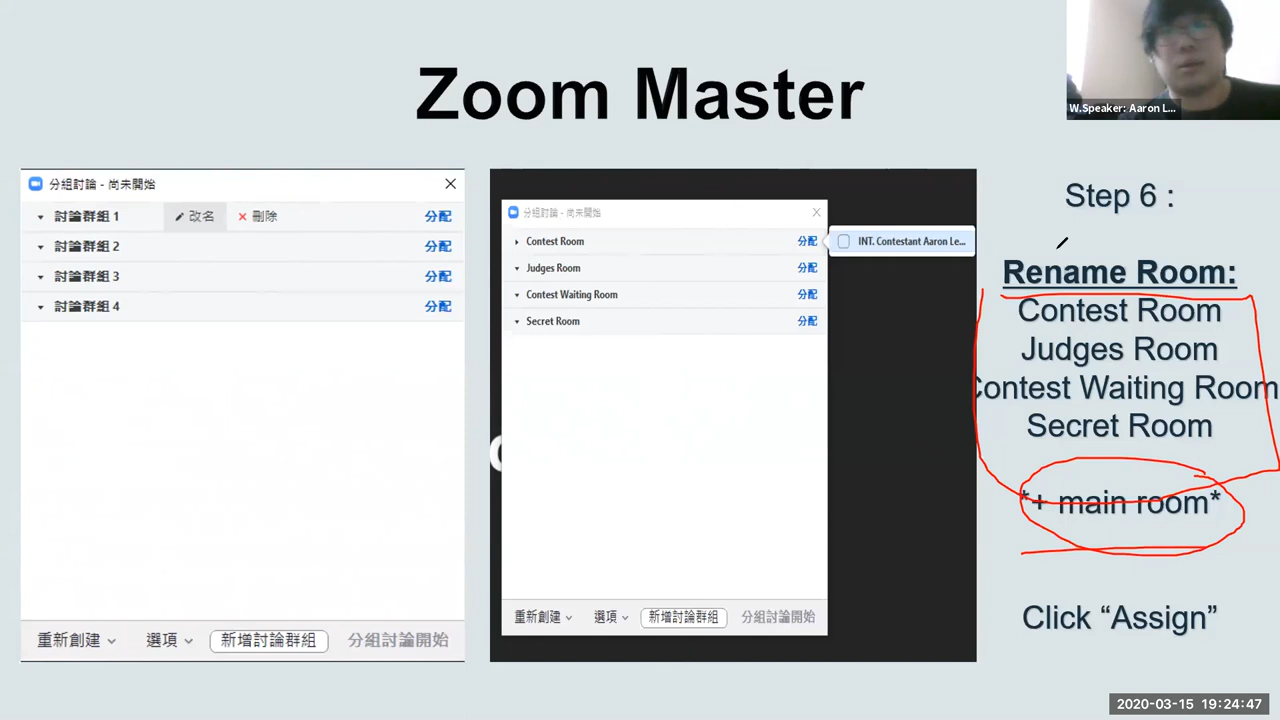 Zoom Master
W.Speaker: Aaron L...
分組討論 - 尚未開始
討論群組 1 改名 刪除 分配
討論群組 2 分配
討論群組 3 分配
討論群組 4 分配
重新創建 選項 新增討論群組 分組討論開始
分組討論 - 尚未開始
Contest Room 分配 INT. Contestant Aaron Le...
Judges Room 分配
Contest Waiting Room 分配
Secret Room 分配
重新創建 選項 新增討論群組 分組討論開始
Step 6 :
Rename Room:
Contest Room
Judges Room
Contest Waiting Room
Secret Room
*+ main room*
Click “Assign”
2020-03-15 19:24:47